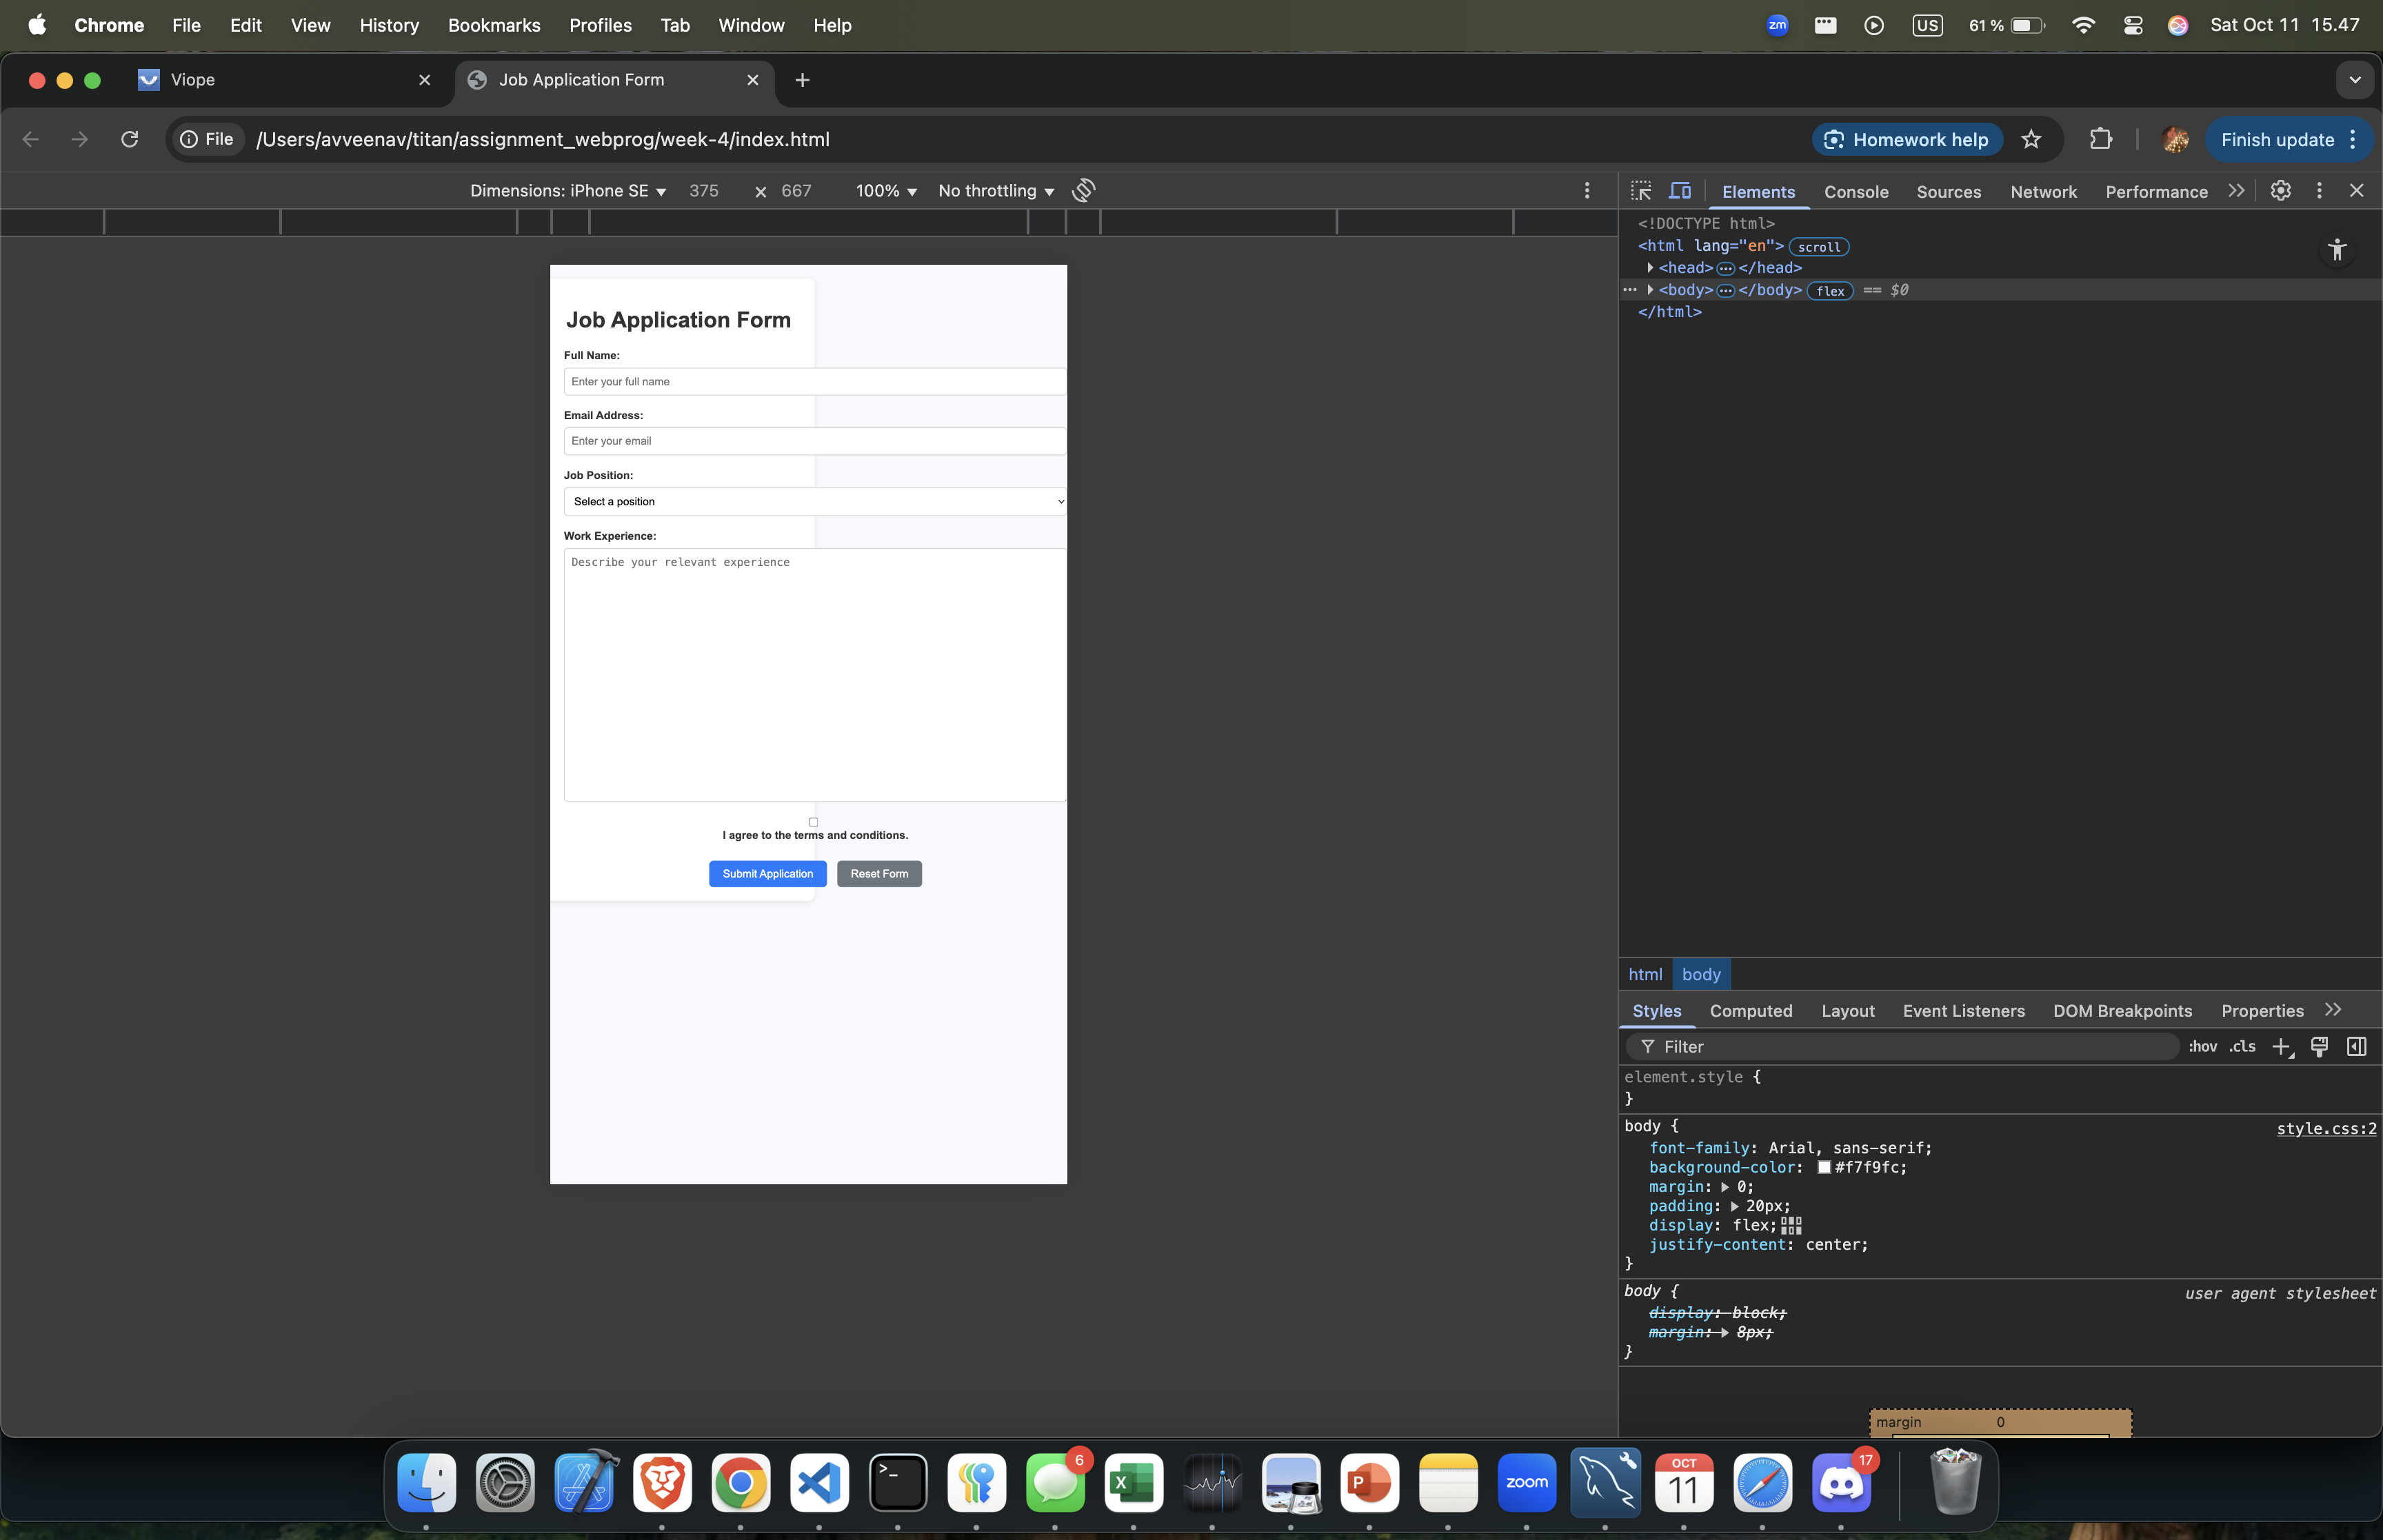 Chrome File Edit View History Bookmarks Profiles Tab Window Help zm US 61 % Sat Oct 11 15.47
Viope Job Application Form
File /Users/avveenav/titan/assignment_webprog/week-4/index.html Homework help Finish update
Dimensions: iPhone SE 375 x 667 100% No throttling
Elements Console Sources Network Performance
<!DOCTYPE html>
<html lang="en"> scroll
<head> ... </head>
... <body> ... </body> flex == $0
</html>
Job Application Form
Full Name:
Enter your full name
Email Address:
Enter your email
Job Position:
Select a position
Work Experience:
Describe your relevant experience
I agree to the terms and conditions.
Submit Application Reset Form
html body
Styles Computed Layout Event Listeners DOM Breakpoints Properties
Filter :hov .cls
element.style {
}
body { style.css:2
font-family: Arial, sans-serif;
background-color: #f7f9fc;
margin: 0;
padding: 20px;
display: flex;
justify-content: center;
}
body { user agent stylesheet
display: block;
margin: 8px;
}
margin 0
>_ 6 X P zoom OCT 11 17